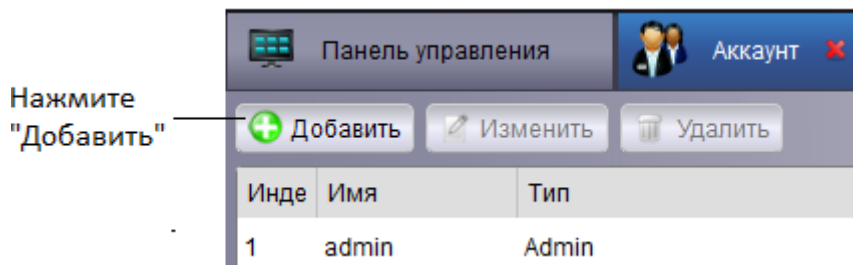 Панель управления
Аккаунт
Нажмите
"Добавить"
Добавить
Изменить
Удалить
Инде Имя Тип
1 admin Admin